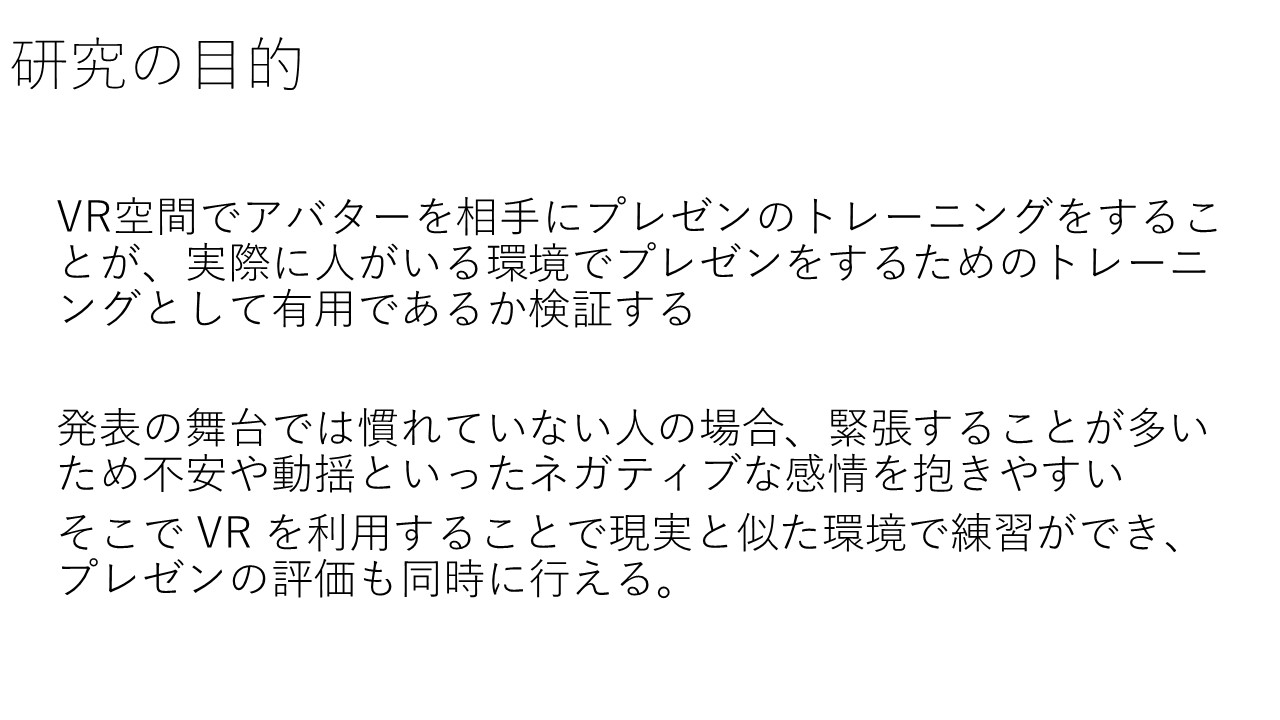 研究の目的
VR空間でアバターを相手にプレゼンのトレーニングをするこ
とが、実際に人がいる環境でプレゼンをするためのトレーニ
ングとして有用であるか検証する
発表の舞台では慣れていない人の場合、緊張することが多い
ため不安や動揺といったネガティブな感情を抱きやすい
そこで VR を利用することで現実と似た環境で練習ができ、
プレゼンの評価も同時に行える。